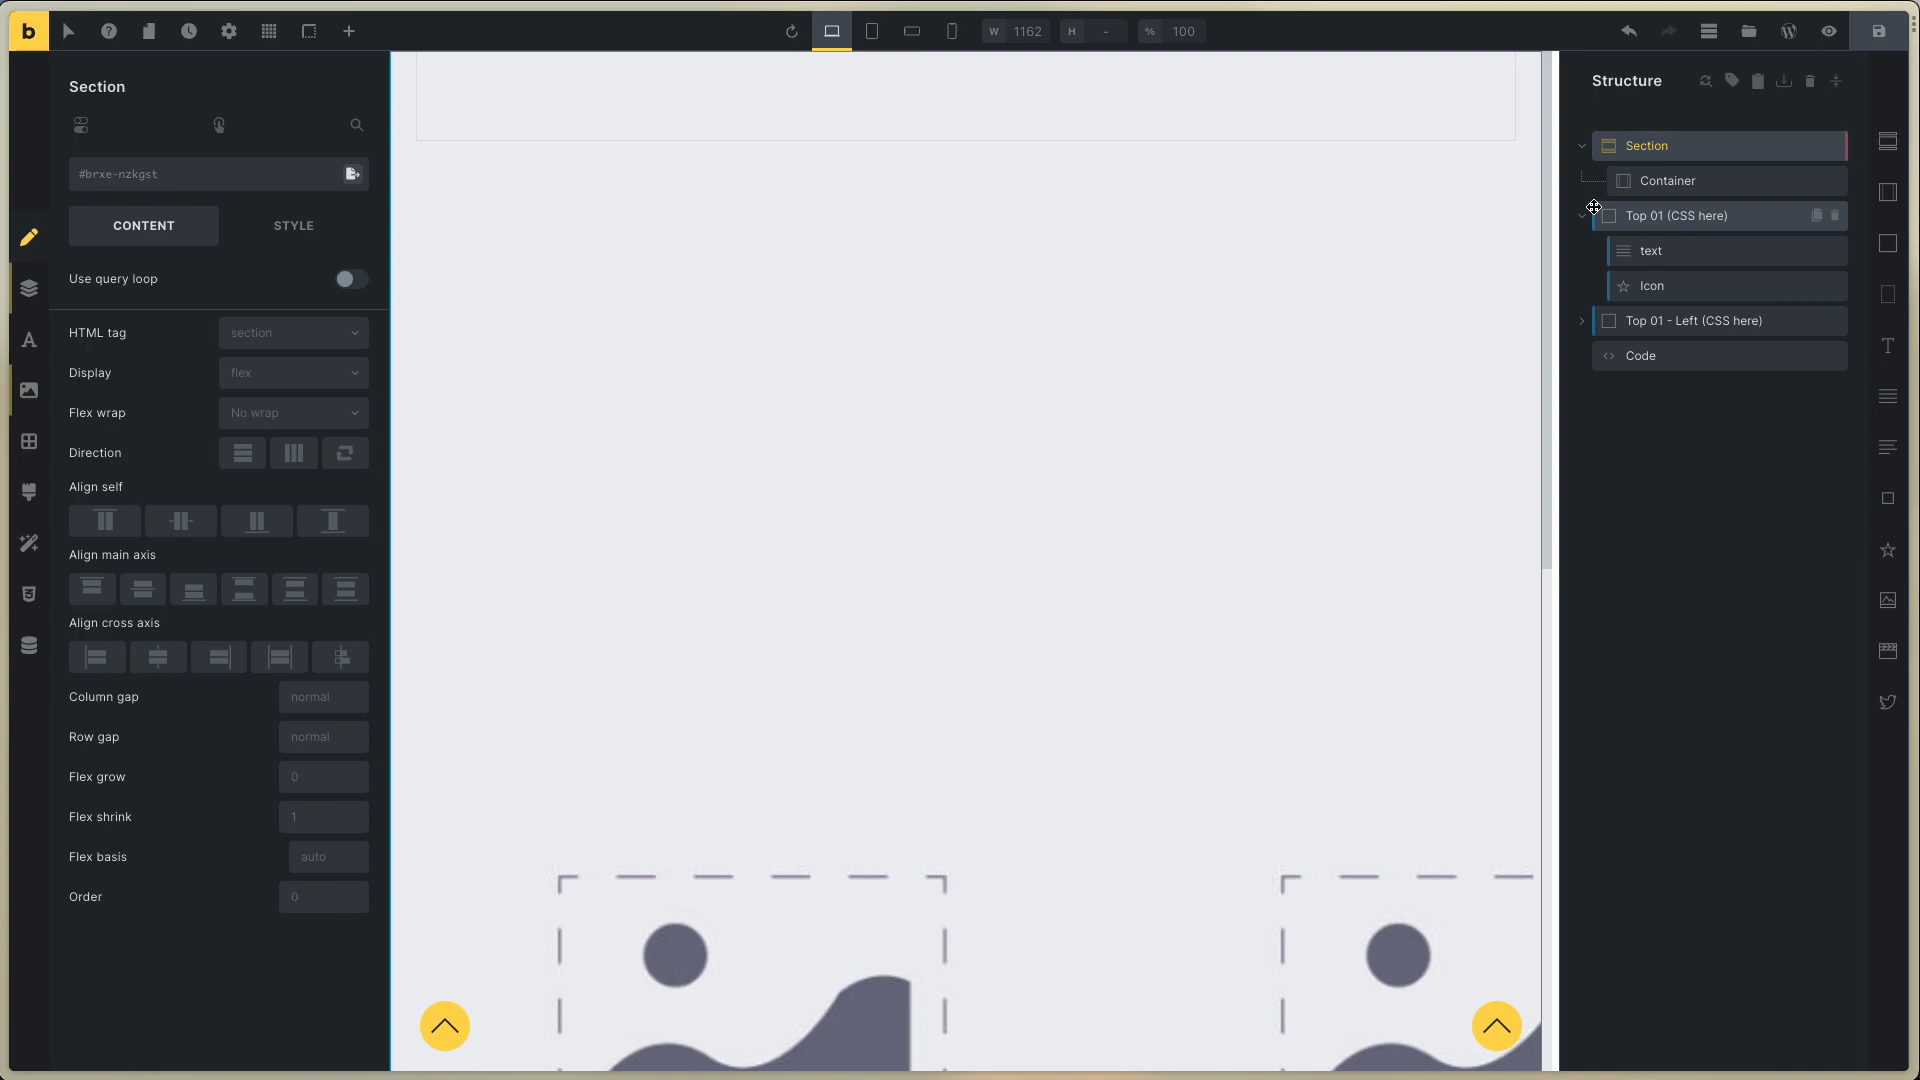 b
W 1162
H -
% 100
Section
#brxe-nzkgst
CONTENT
STYLE
Use query loop
HTML tag
section
Display
flex
Flex wrap
No wrap
Direction
Align self
Align main axis
Align cross axis
Column gap
normal
Row gap
normal
Flex grow
0
Flex shrink
1
Flex basis
auto
Order
0
Structure
Section
Container
Top 01 (CSS here)
text
Icon
Top 01 - Left (CSS here)
Code